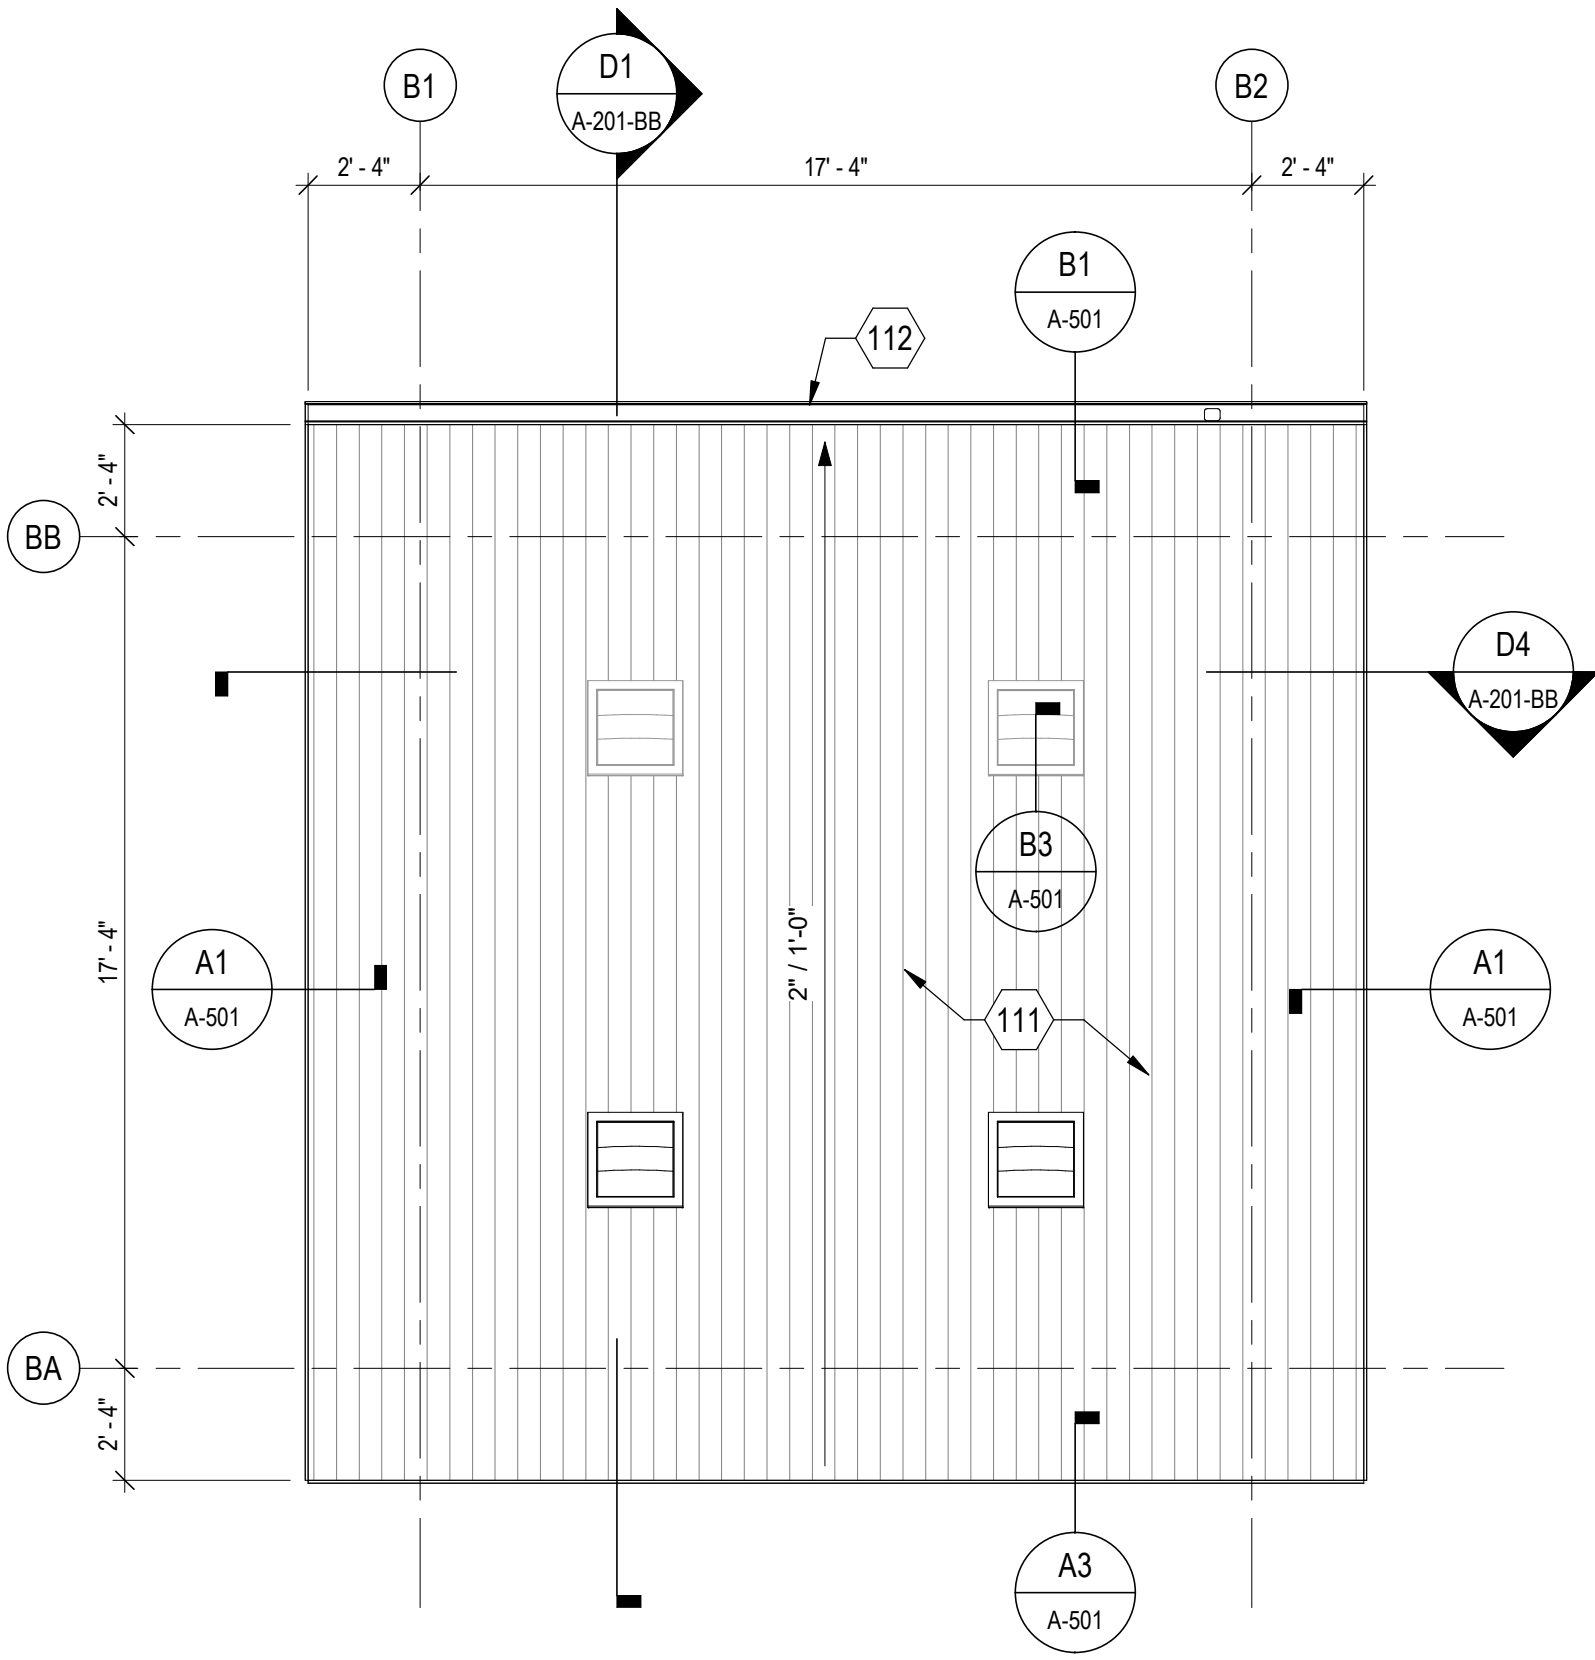 D1
A-201-BB
B1
B2
2' - 4"
17' - 4"
2' - 4"
B1
A-501
112
2' - 4"
BB
D4
A-201-BB
B3
A-501
17' - 4"
2" / 1'-0"
A1
A-501
111
A1
A-501
BA
2' - 4"
A3
A-501